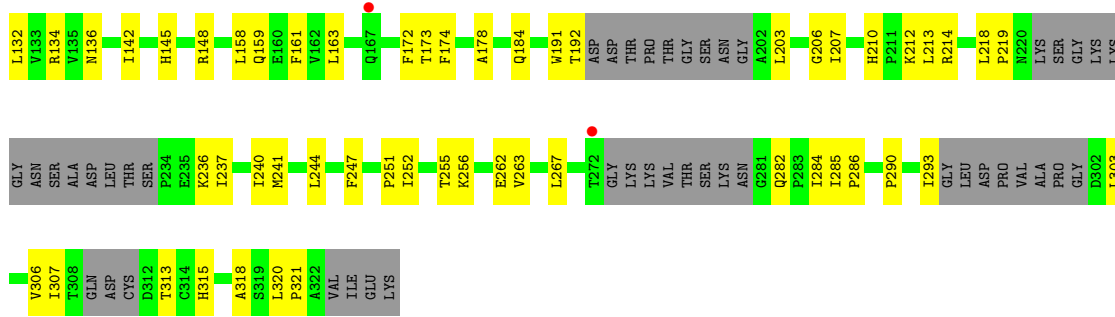 L132 V133 R134 V135 N136 I142 H145 R148 L158 Q159 E160 F161 V162 L163 Q167 F172 T173 F174 A178 Q184 W191 T192 ASP ASP THR PRO THR GLY SER ASN GLY A202 L203 G206 I207 H210 P211 K212 L213 R214 L218 P219 N220 LYS SER GLY LYS LYS
GLY ASN SER ALA ASP LEU THR SER P234 E235 K236 I237 I240 M241 L244 F247 P251 I252 T255 K256 E262 V263 L267 T272 GLY LYS LYS VAL THR SER LYS ASN G281 Q282 P283 I284 I285 P286 P290 I293 GLY LEU ASP PRO VAL ALA PRO GLY D302 L303
V306 I307 T308 GLN ASP CYS D312 T313 C314 H315 A318 S319 L320 P321 A322 VAL ILE GLU LYS